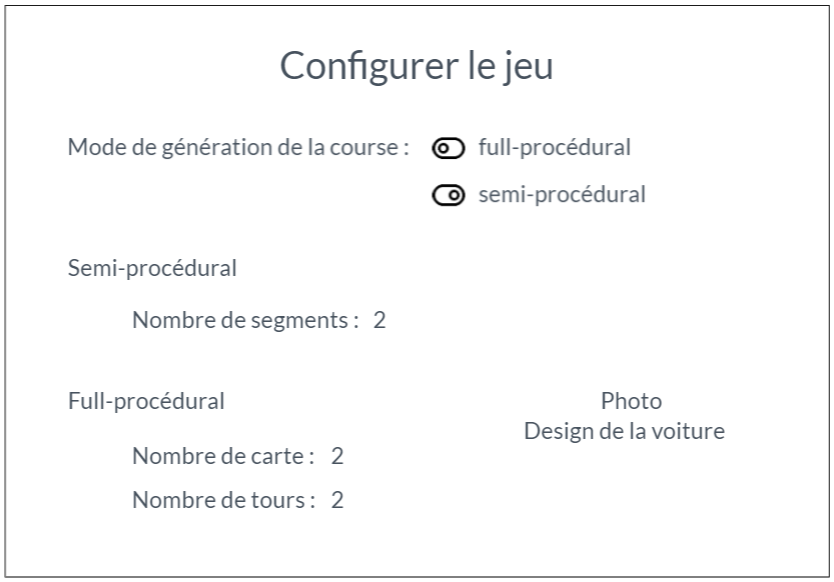 Configurer le jeu
Mode de génération de la course : full-procédural
semi-procédural
Semi-procédural
Nombre de segments : 2
Full-procédural
Nombre de carte : 2
Nombre de tours : 2
Photo
Design de la voiture